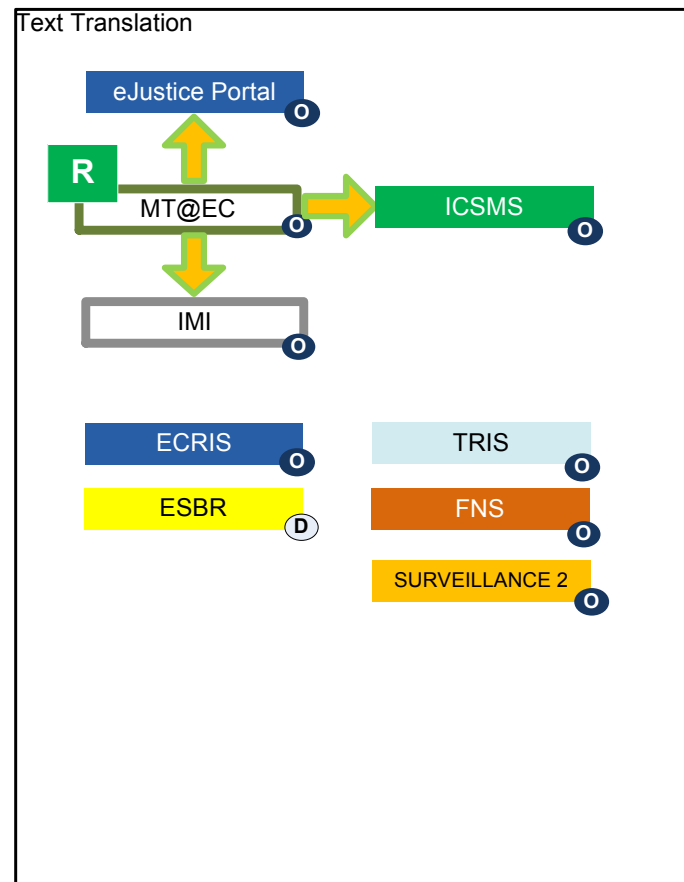 Text Translation
eJustice Portal
O
R
MT@EC
O
ICSMS
O
IMI
O
ECRIS
O
TRIS
O
ESBR
D
FNS
O
SURVEILLANCE 2
O